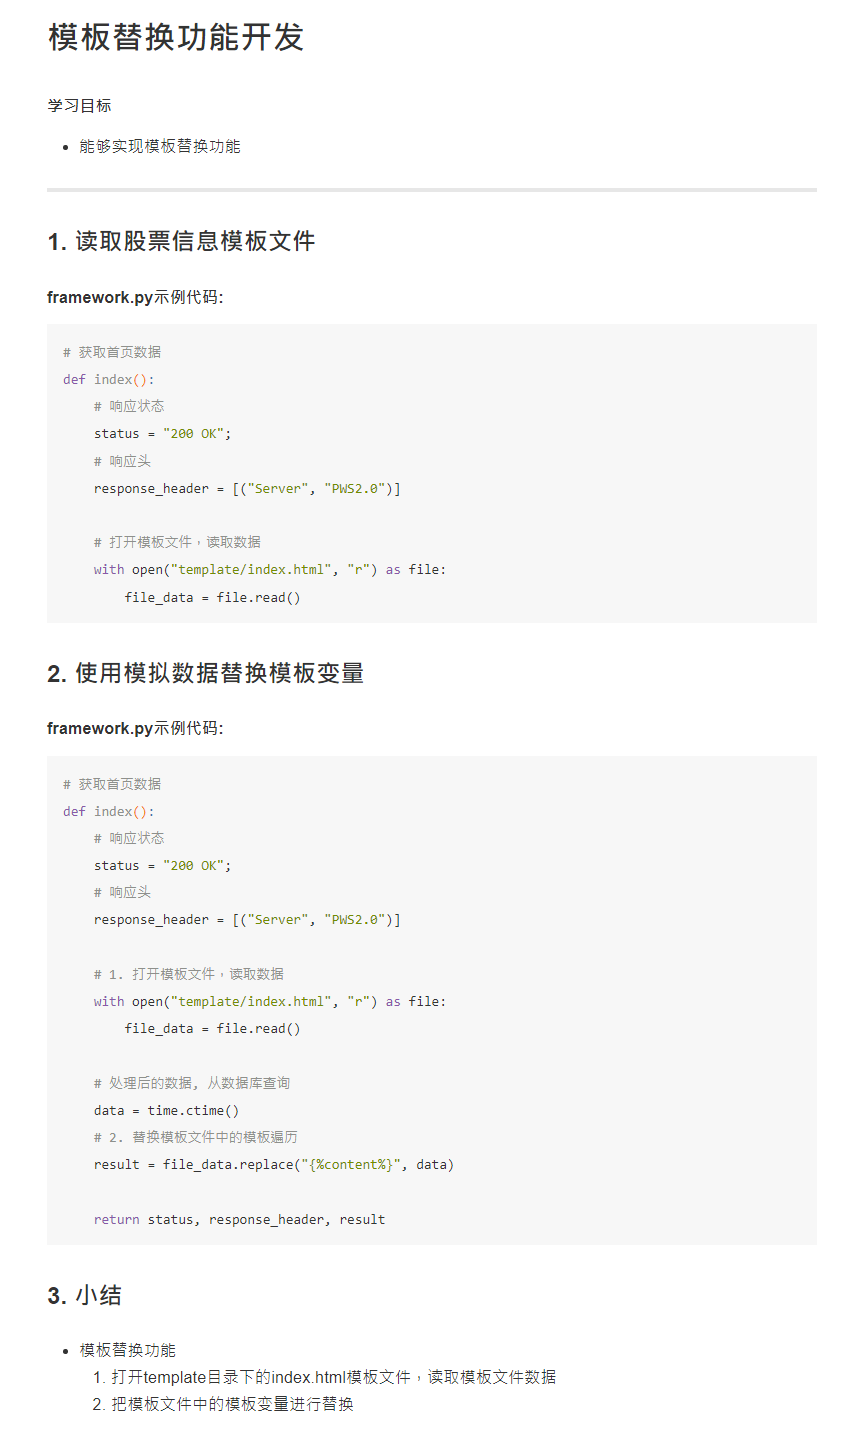 模板替换功能开发
学习目标
• 能够实现模板替换功能
1. 读取股票信息模板文件
framework.py示例代码:
# 获取首页数据
def index():
    # 响应状态
    status = "200 OK";
    # 响应头
    response_header = [("Server", "PWS2.0")]
    # 打开模板文件，读取数据
    with open("template/index.html", "r") as file:
        file_data = file.read()
2. 使用模拟数据替换模板变量
framework.py示例代码:
# 获取首页数据
def index():
    # 响应状态
    status = "200 OK";
    # 响应头
    response_header = [("Server", "PWS2.0")]
    # 1. 打开模板文件，读取数据
    with open("template/index.html", "r") as file:
        file_data = file.read()
    # 处理后的数据, 从数据库查询
    data = time.ctime()
    # 2. 替换模板文件中的模板遍历
    result = file_data.replace("{%content%}", data)
    return status, response_header, result
3. 小结
• 模板替换功能
1. 打开template目录下的index.html模板文件，读取模板文件数据
2. 把模板文件中的模板变量进行替换